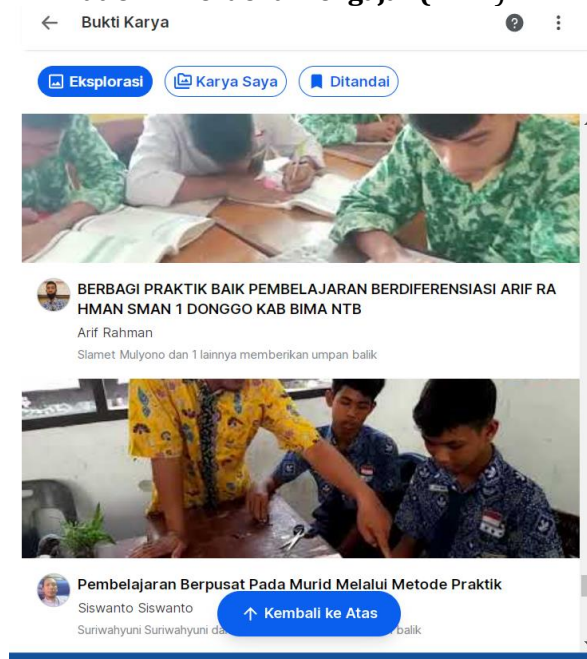 Bukti Karya
Eksplorasi
Karya Saya
Ditandai
BERBAGI PRAKTIK BAIK PEMBELAJARAN BERDIFERENSIASI ARIF RA
HMAN SMAN 1 DONGGO KAB BIMA NTB
Arif Rahman
Slamet Mulyono dan 1 lainnya memberikan umpan balik
Pembelajaran Berpusat Pada Murid Melalui Metode Praktik
Siswanto Siswanto
Kembali ke Atas
Suriwahyuni Suriwahyuni balik